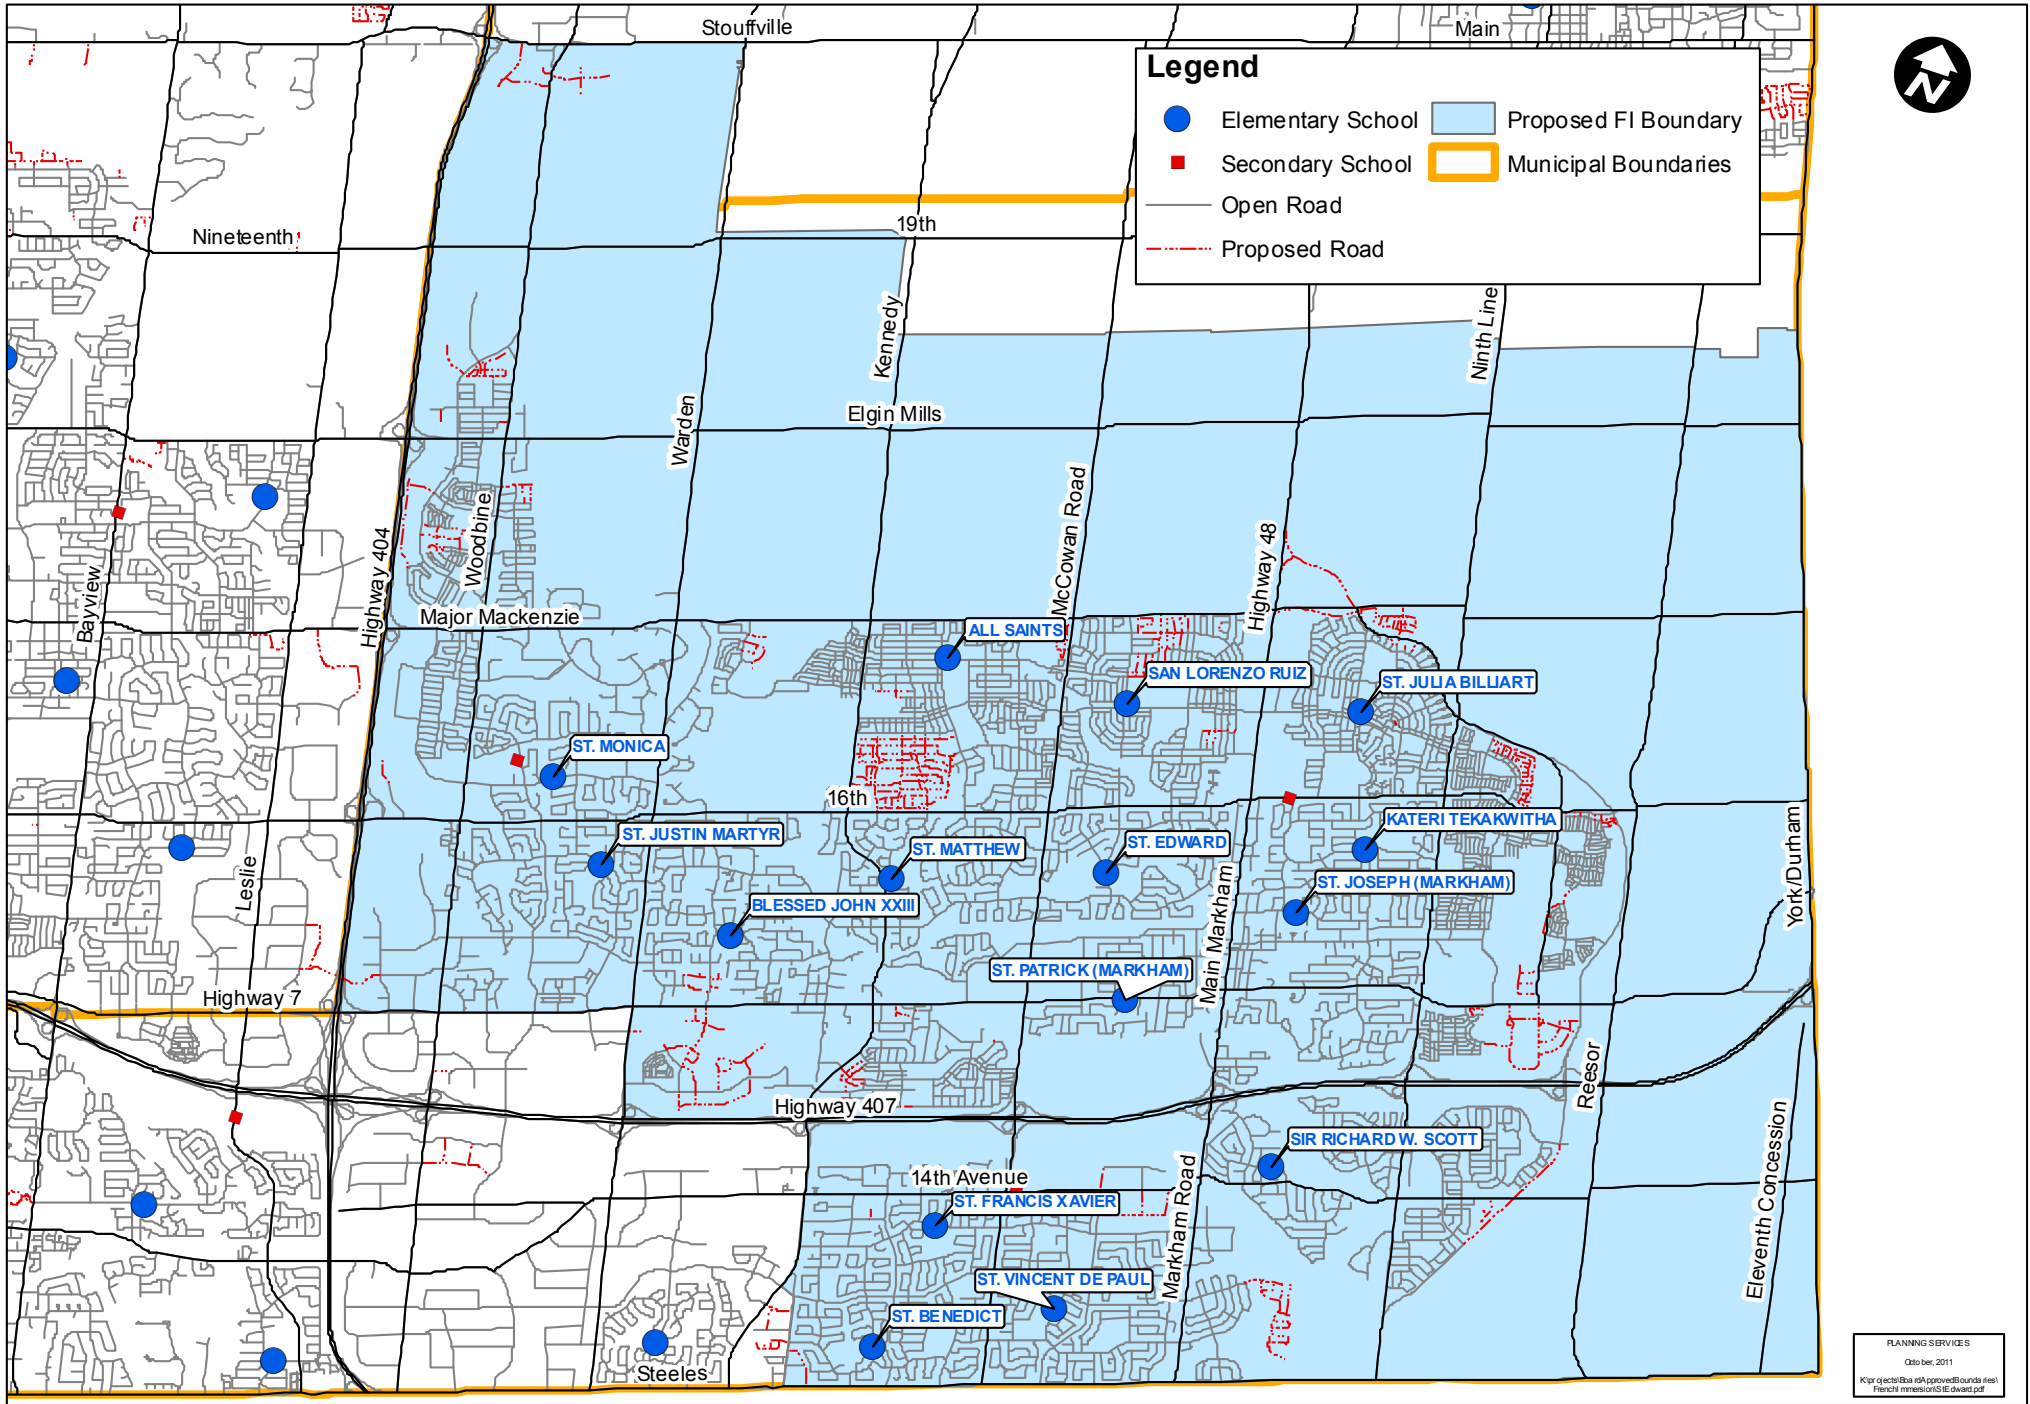 Stouffville
Main
Legend
Elementary School
Proposed FI Boundary
Secondary School
Municipal Boundaries
Open Road
Proposed Road
N
Nineteenth
19th
Kennedy
Ninth Line
Warden
Elgin Mills
Woodbine
McCowan Road
Highway 48
Highway 404
Bayview
Major Mackenzie
ALL SAINTS
SAN LORENZO RUIZ
ST. JULIA BILLIART
ST. MONICA
16th
ST. JUSTIN MARTYR
ST. MATTHEW
ST. EDWARD
KATERI TEKAKWITHA
York/Durham
Leslie
BLESSED JOHN XXIII
ST. JOSEPH (MARKHAM)
Main Markham
ST. PATRICK (MARKHAM)
Highway 7
Reesor
Highway 407
SIR RICHARD W. SCOTT
14th Avenue
ST. FRANCIS XAVIER
Markham Road
Eleventh Concession
ST. VINCENT DE PAUL
ST. BENEDICT
Steeles
PLANNING SERVICES
October, 2011
K:\projects\BoardApprovedBoundaries\
FrenchImmersion\StEdward.pdf